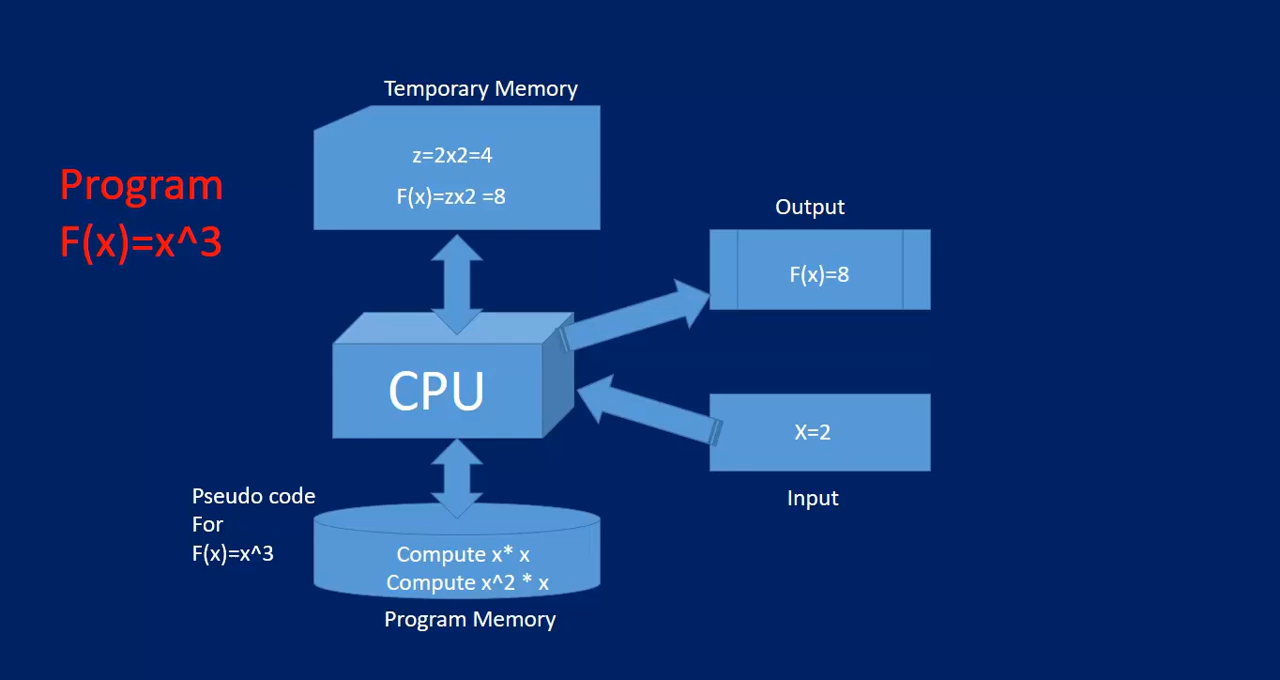 Temporary Memory
z=2x2=4
F(x)=zx2 =8
Program
F(x)=x^3
Output
F(x)=8
CPU
X=2
Input
Pseudo code
For
F(x)=x^3
Compute x* x
Compute x^2 * x
Program Memory